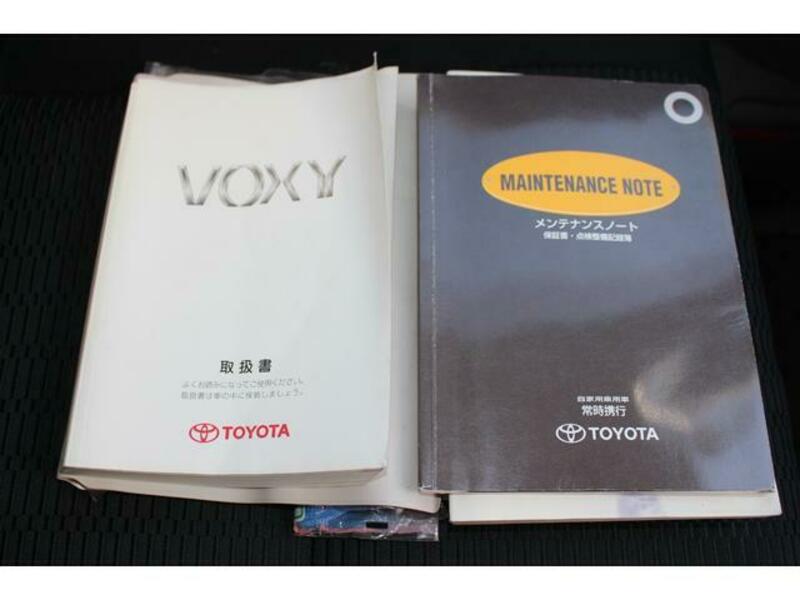 VOXY
取扱書
よくお読みになってご使用ください。
取扱書は車の中に保管しましょう。
TOYOTA
MAINTENANCE NOTE
メンテナンスノート
保証書・点検整備記録簿
自家用乗用車
常時携行
TOYOTA